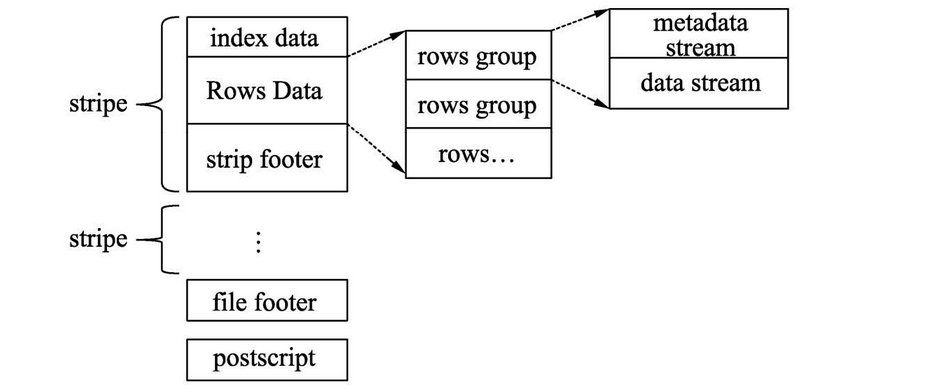 stripe
index data
Rows Data
strip footer
rows group
rows group
rows…
metadata
stream
data stream
stripe
⋮
file footer
postscript